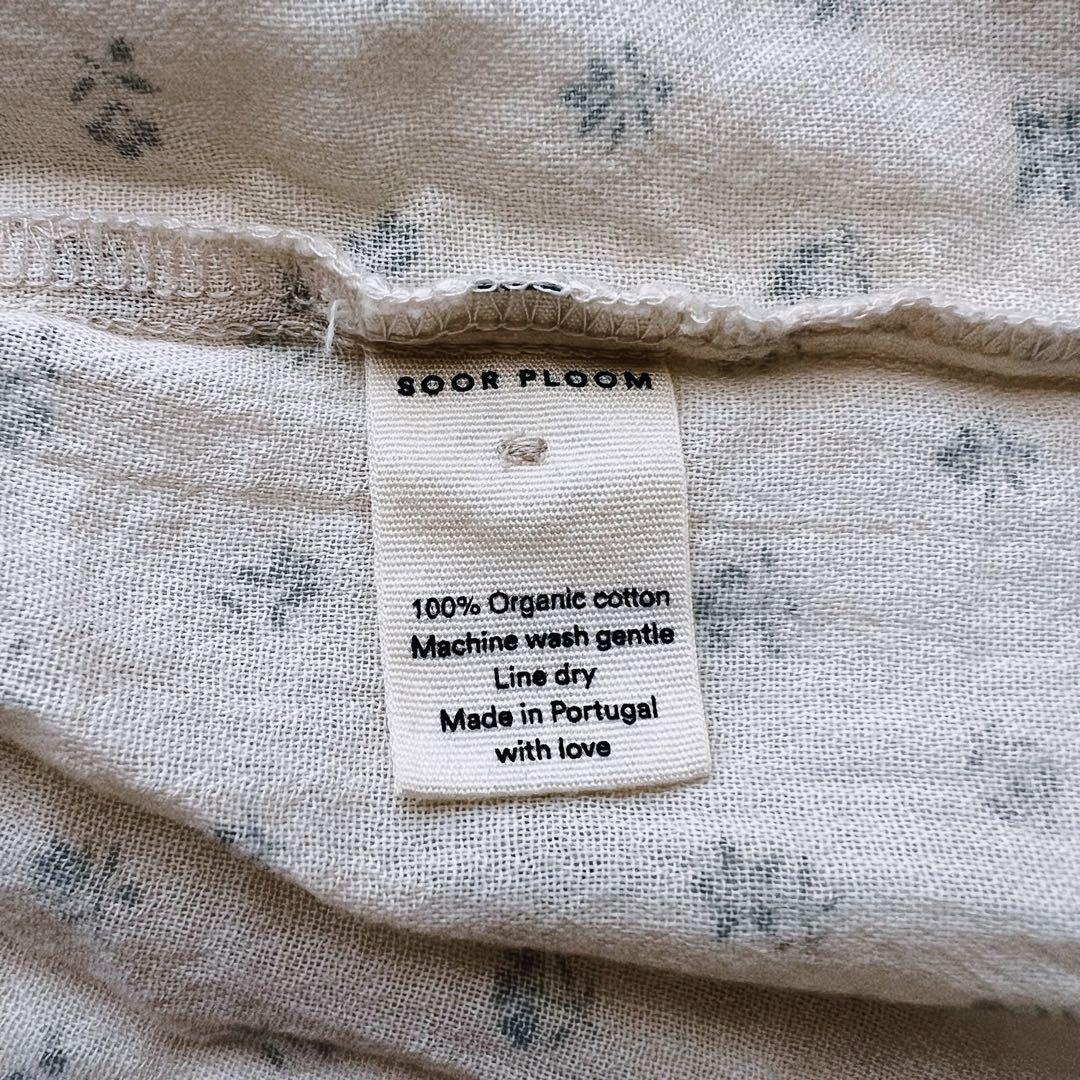 SOOR PLOOM
100% Organic cotton
Machine wash gentle
Line dry
Made in Portugal
with love